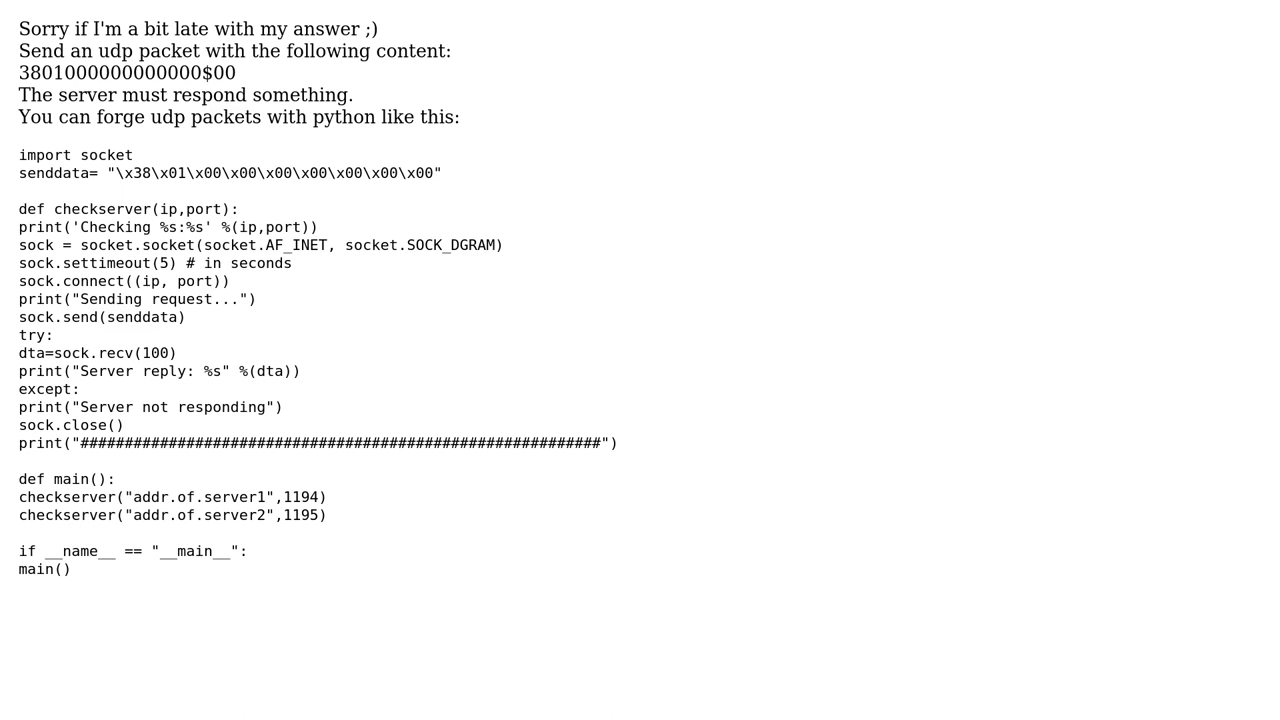 Sorry if I'm a bit late with my answer ;)
Send an udp packet with the following content:
3801000000000000$00
The server must respond something.
You can forge udp packets with python like this:
import socket
senddata= "\x38\x01\x00\x00\x00\x00\x00\x00\x00"
def checkserver(ip,port):
print('Checking %s:%s' %(ip,port))
sock = socket.socket(socket.AF_INET, socket.SOCK_DGRAM)
sock.settimeout(5) # in seconds
sock.connect((ip, port))
print("Sending request...")
sock.send(senddata)
try:
dta=sock.recv(100)
print("Server reply: %s" %(dta))
except:
print("Server not responding")
sock.close()
print("###########################################################")
def main():
checkserver("addr.of.server1",1194)
checkserver("addr.of.server2",1195)
if __name__ == "__main__":
main()